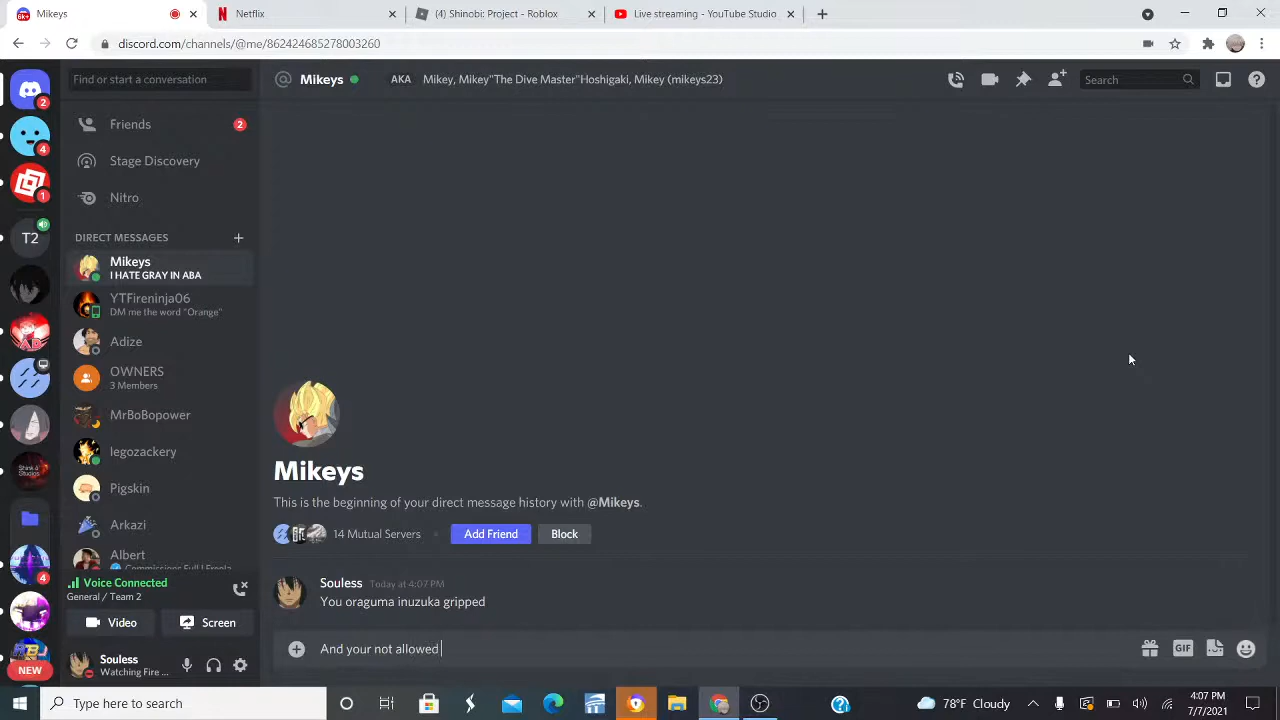 Mikeys
Netflix
(4) Shinobi: Project - Roblox
Live streaming - YouTube Studio
discord.com/channels/@me/862424685278003260
Find or start a conversation
Mikeys
AKA
Mikey, Mikey"The Dive Master"Hoshigaki, Mikey (mikeys23)
Search
2
Friends
2
4
Stage Discovery
1
Nitro
T2
DIRECT MESSAGES
Mikeys
I HATE GRAY IN ABA
YTFireninja06
DM me the word "Orange"
Adize
OWNERS
3 Members
MrBoBopower
legozackery
Pigskin
Arkazi
Albert
Commissions Full | Freela
4
Mikeys
This is the beginning of your direct message history with @Mikeys.
14 Mutual Servers
Add Friend
Block
Souless
Today at 4:07 PM
You oraguma inuzuka gripped
Voice Connected
General / Team 2
Video
Screen
Souless
Watching Fire ...
NEW
And your not allowed
GIF
Type here to search
78°F Cloudy
4:07 PM
7/7/2021